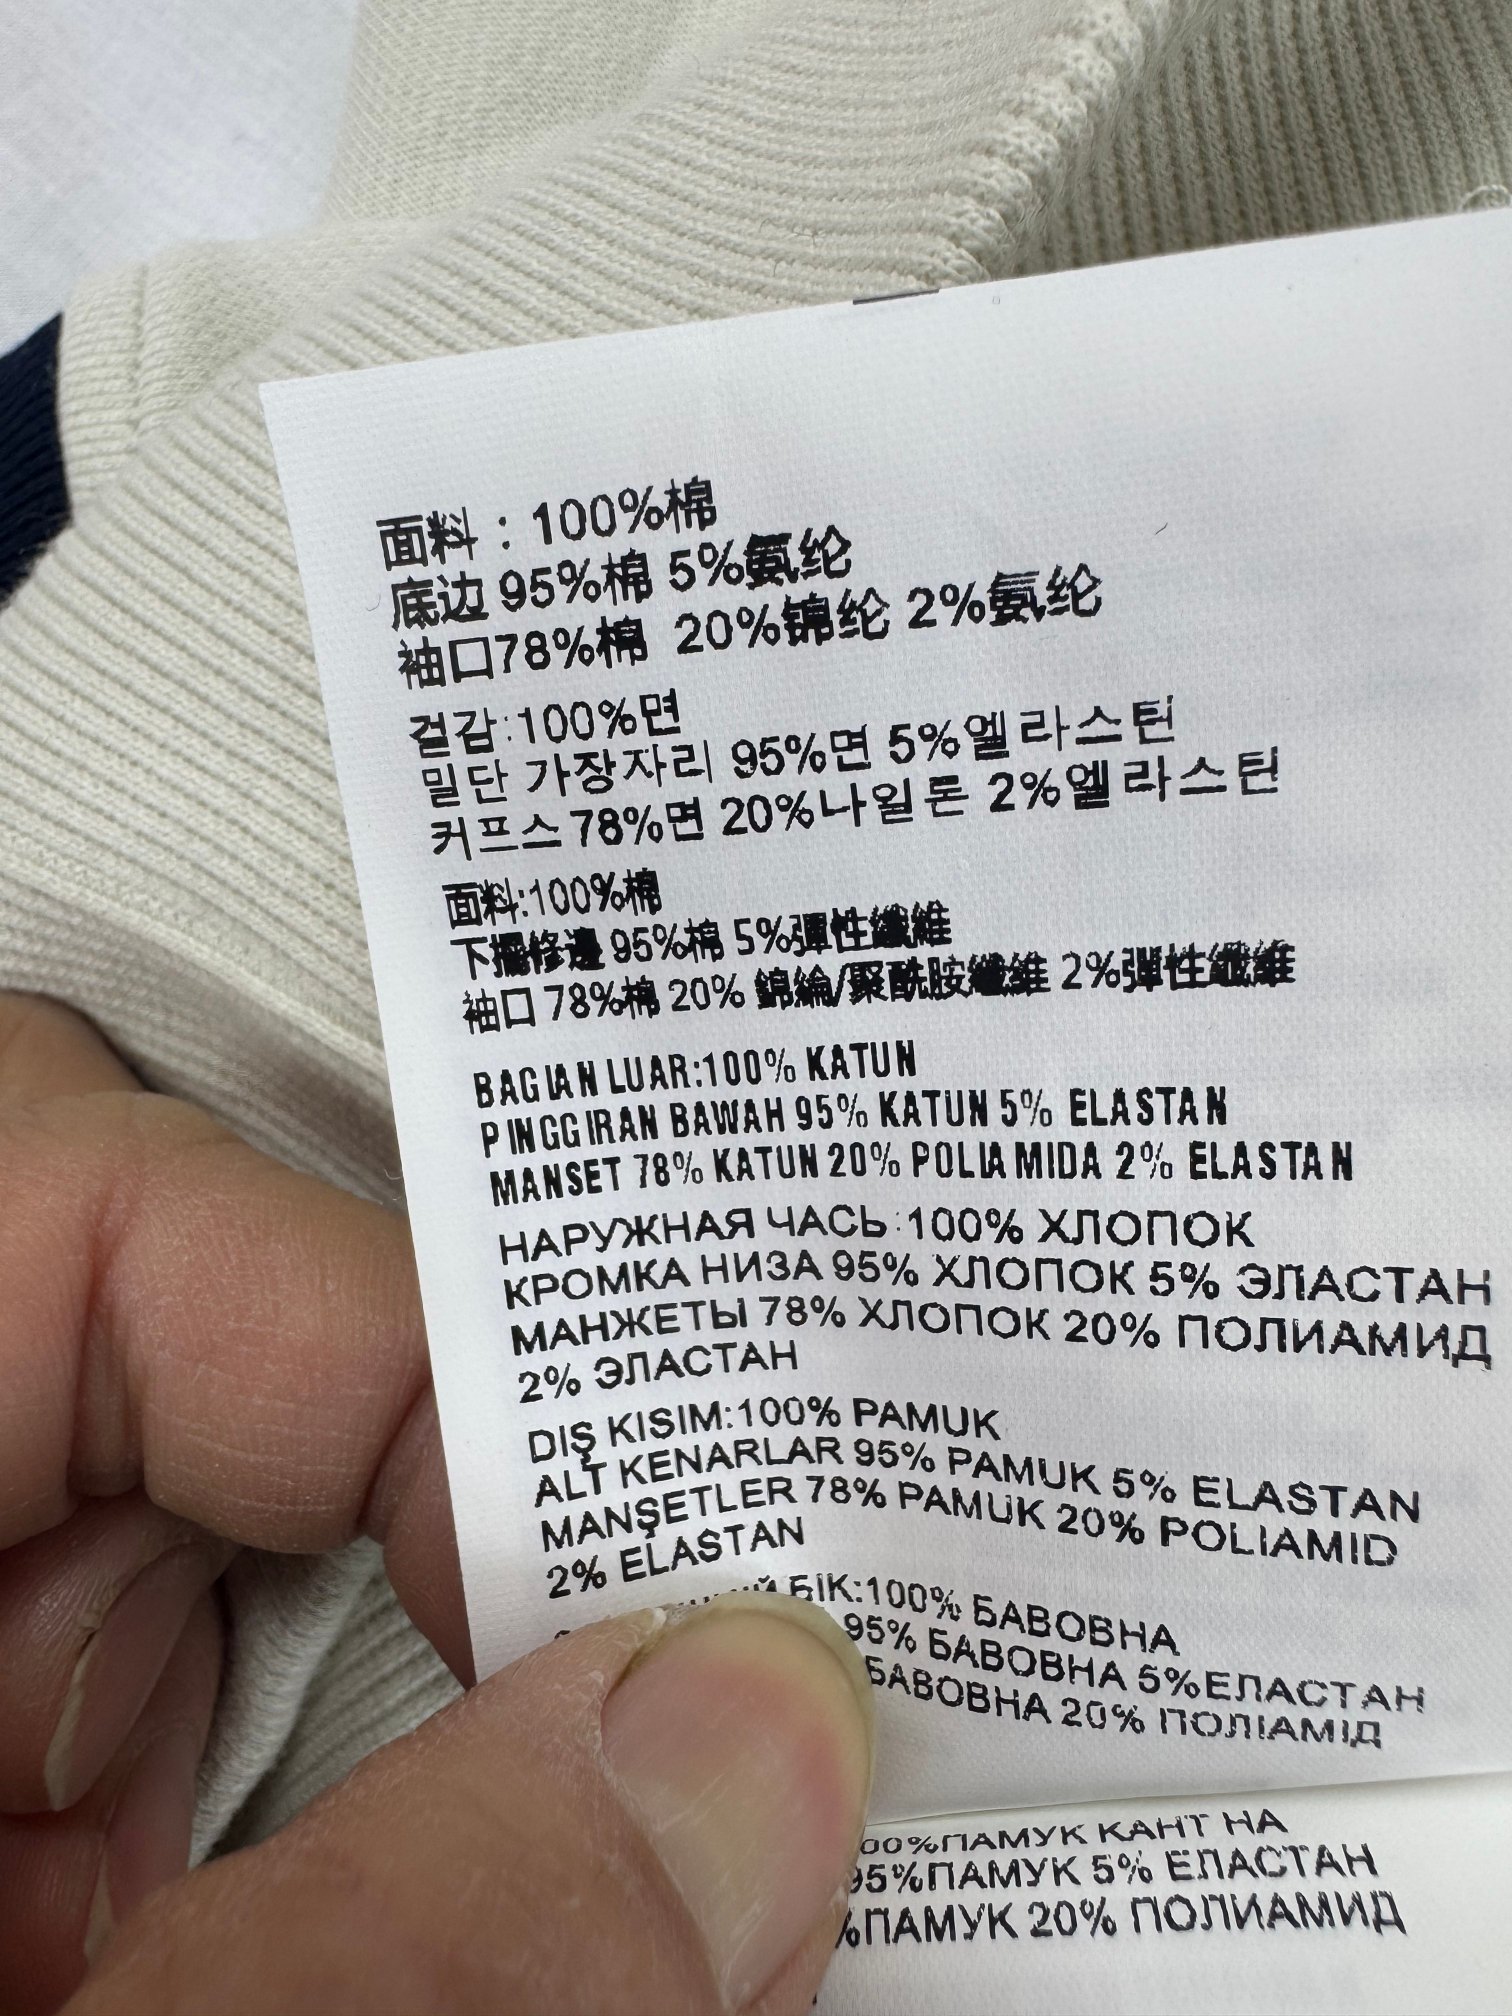 面料：100%棉
底边 95%棉 5%氨纶
袖口78%棉 20%锦纶 2%氨纶
겉감:100%면
밑단 가장자리 95%면 5%엘라스틴
커프스 78%면 20%나일론 2%엘라스틴
面料:100%棉
下擺修邊 95%棉 5%彈性纖維
袖口 78%棉 20% 錦綸/聚酰胺纖維 2%彈性纖維
BAGIAN LUAR:100% KATUN
PINGGIRAN BAWAH 95% KATUN 5% ELASTAN
MANSET 78% KATUN 20% POLIAMIDA 2% ELASTAN
НАРУЖНАЯ ЧАСЬ:100% ХЛОПОК
КРОМКА НИЗА 95% ХЛОПОК 5% ЭЛАСТАН
МАНЖЕТЫ 78% ХЛОПОК 20% ПОЛИАМИД
2% ЭЛАСТАН
DIŞ KISIM:100% PAMUK
ALT KENARLAR 95% PAMUK 5% ELASTAN
MANŞETLER 78% PAMUK 20% POLIAMID
2% ELASTAN
БІК:100% БАВОВНА
95% БАВОВНА 5%ЕЛАСТАН
БАВОВНА 20% ПОЛІАМІД
00%ПАМУК КАНТ НА
95%ПАМУК 5% ЕЛАСТАН
%ПАМУК 20% ПОЛИАМИД